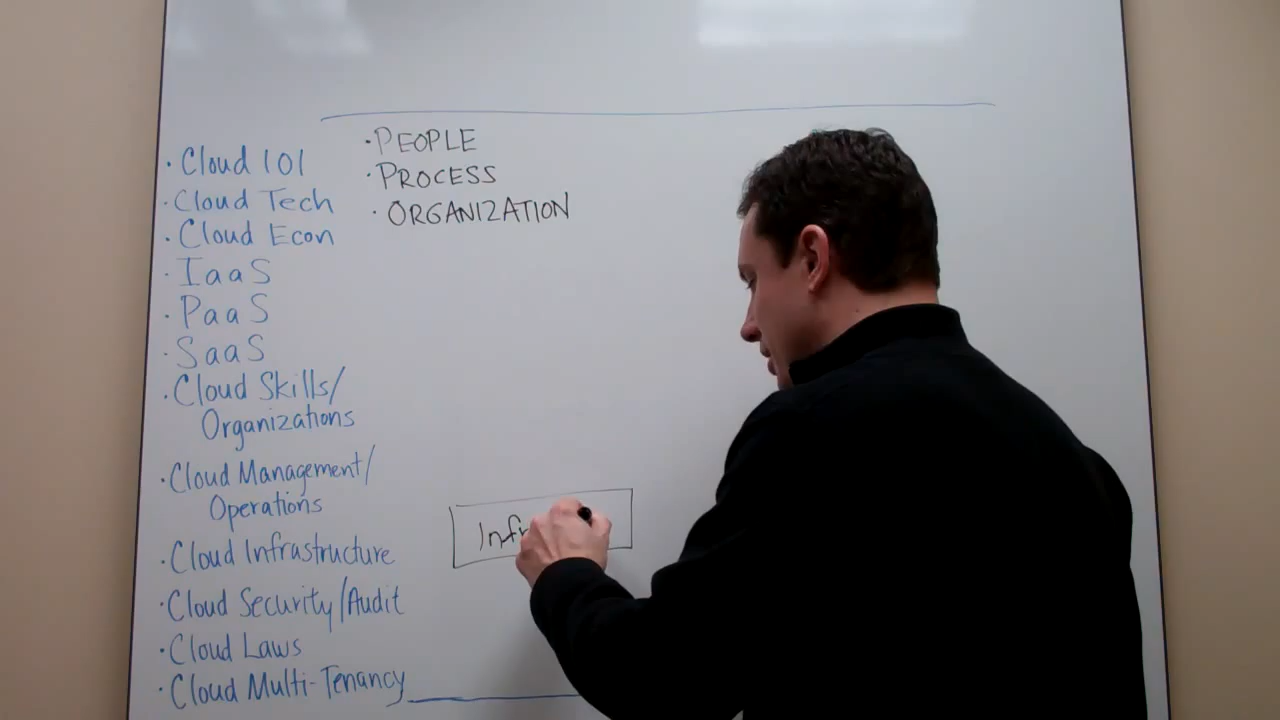 · Cloud 101
· Cloud Tech
· Cloud Econ
· IaaS
· PaaS
· SaaS
· Cloud Skills/
Organizations
· Cloud Management/
Operations
· Cloud Infrastructure
· Cloud Security/Audit
· Cloud Laws
· Cloud Multi-Tenancy
· PEOPLE
· PROCESS
· ORGANIZATION